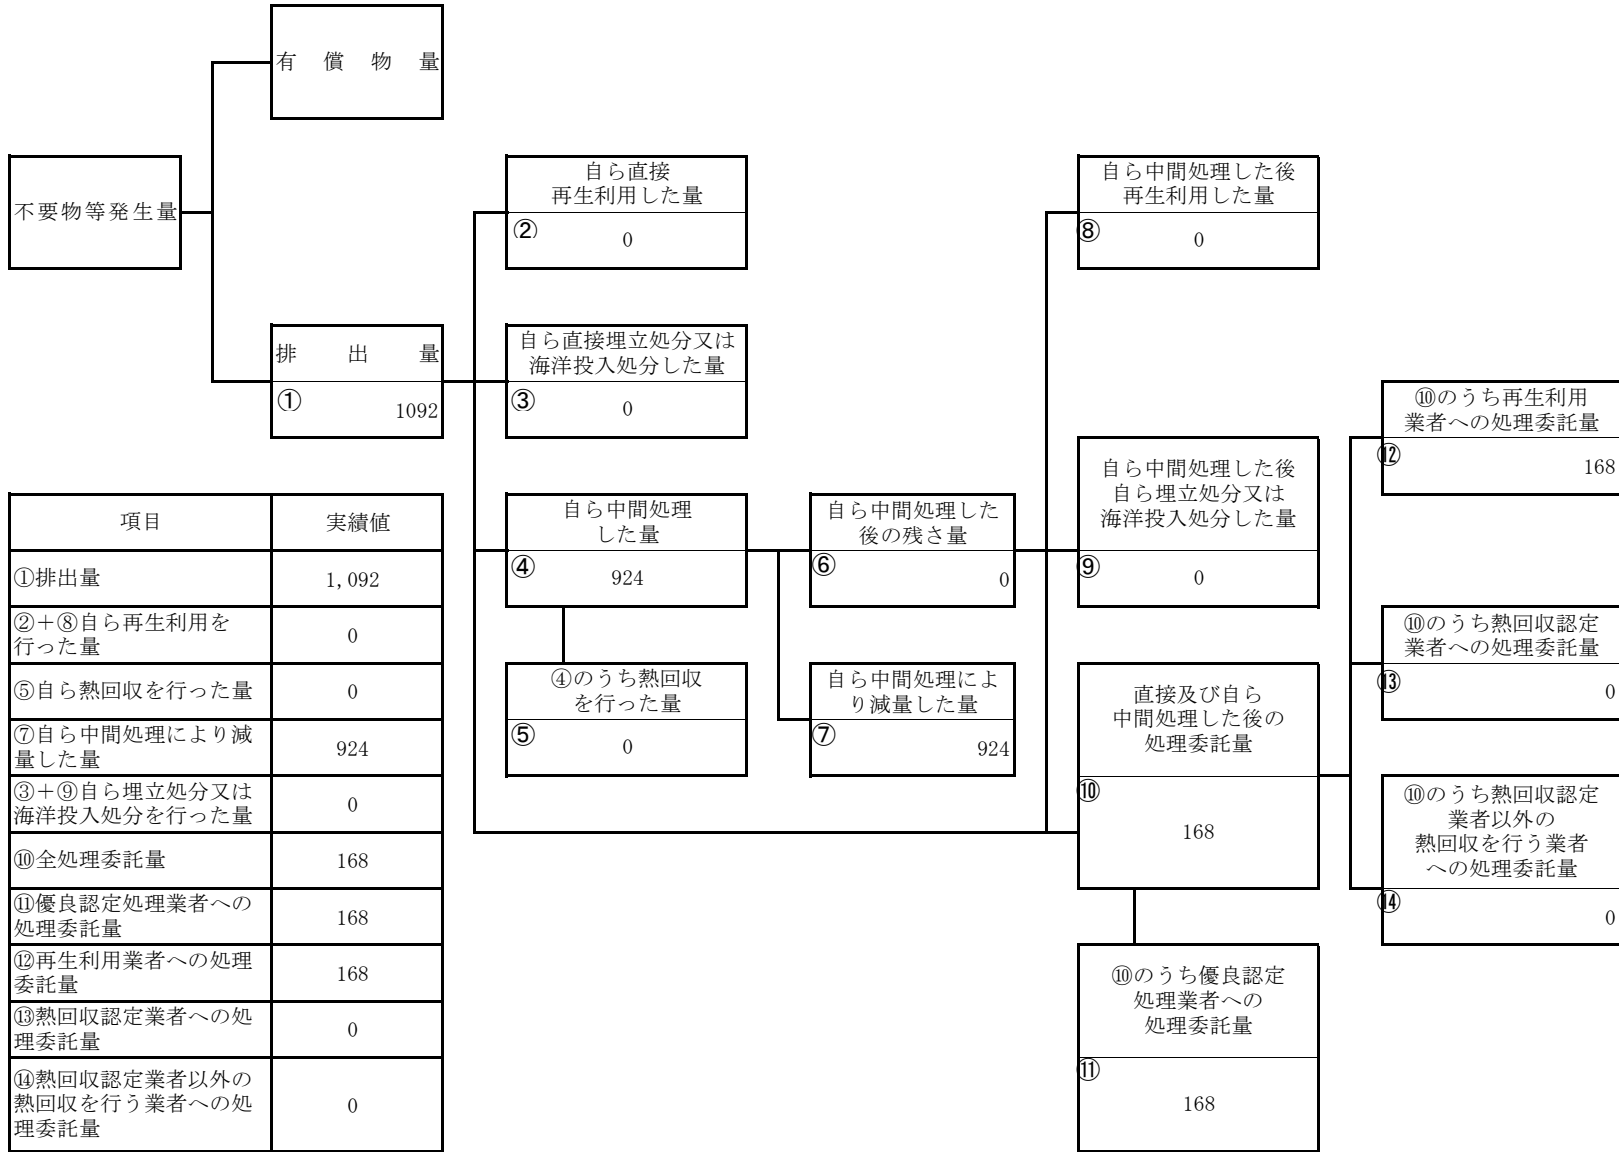 有償物量
不要物等発生量
自ら直接
再生利用した量
② 0
自ら中間処理した後
再生利用した量
⑧ 0
排出量
① 1092
自ら直接埋立処分又は
海洋投入処分した量
③ 0
⑩のうち再生利用
業者への処理委託量
⑫ 168
自ら中間処理
した量
④ 924
自ら中間処理した
後の残さ量
⑥ 0
自ら中間処理した後
自ら埋立処分又は
海洋投入処分した量
⑨ 0
⑩のうち熱回収認定
業者への処理委託量
⑬ 0
④のうち熱回収
を行った量
⑤ 0
自ら中間処理によ
り減量した量
⑦ 924
直接及び自ら
中間処理した後の
処理委託量
⑩ 168
⑩のうち熱回収認定
業者以外の
熱回収を行う業者
への処理委託量
⑭ 0
⑩のうち優良認定
処理業者への
処理委託量
⑪ 168
項目 実績値
①排出量 1,092
②+⑧自ら再生利用を
行った量 0
⑤自ら熱回収を行った量 0
⑦自ら中間処理により減
量した量 924
③+⑨自ら埋立処分又は
海洋投入処分を行った量 0
⑩全処理委託量 168
⑪優良認定処理業者への
処理委託量 168
⑫再生利用業者への処理
委託量 168
⑬熱回収認定業者への処
理委託量 0
⑭熱回収認定業者以外の
熱回収を行う業者への処
理委託量 0